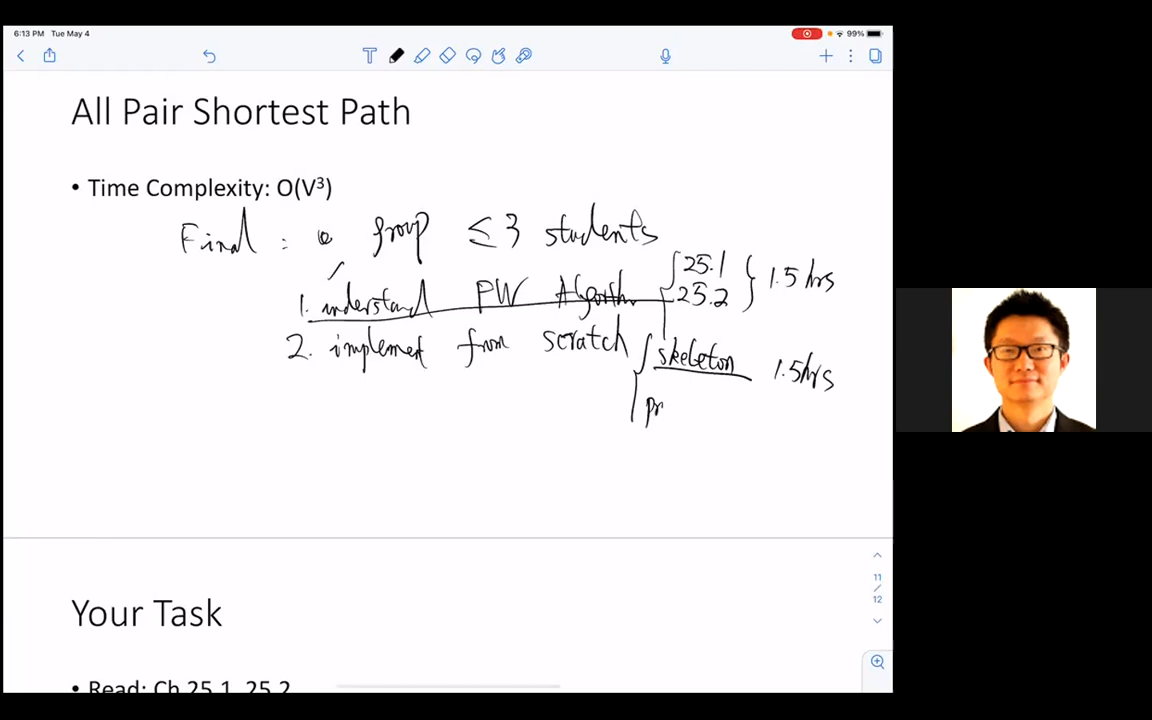 6:13 PM Tue May 4
99%
All Pair Shortest Path
• Time Complexity: O(V³)
Final : group ≤ 3 students
1. understand PW Algorithm { 25.1 25.2 } 1.5 hrs
2. implement from scratch { skeleton 1.5hrs
pr
11
/
12
Your Task
• Read: Ch 25.1, 25.2